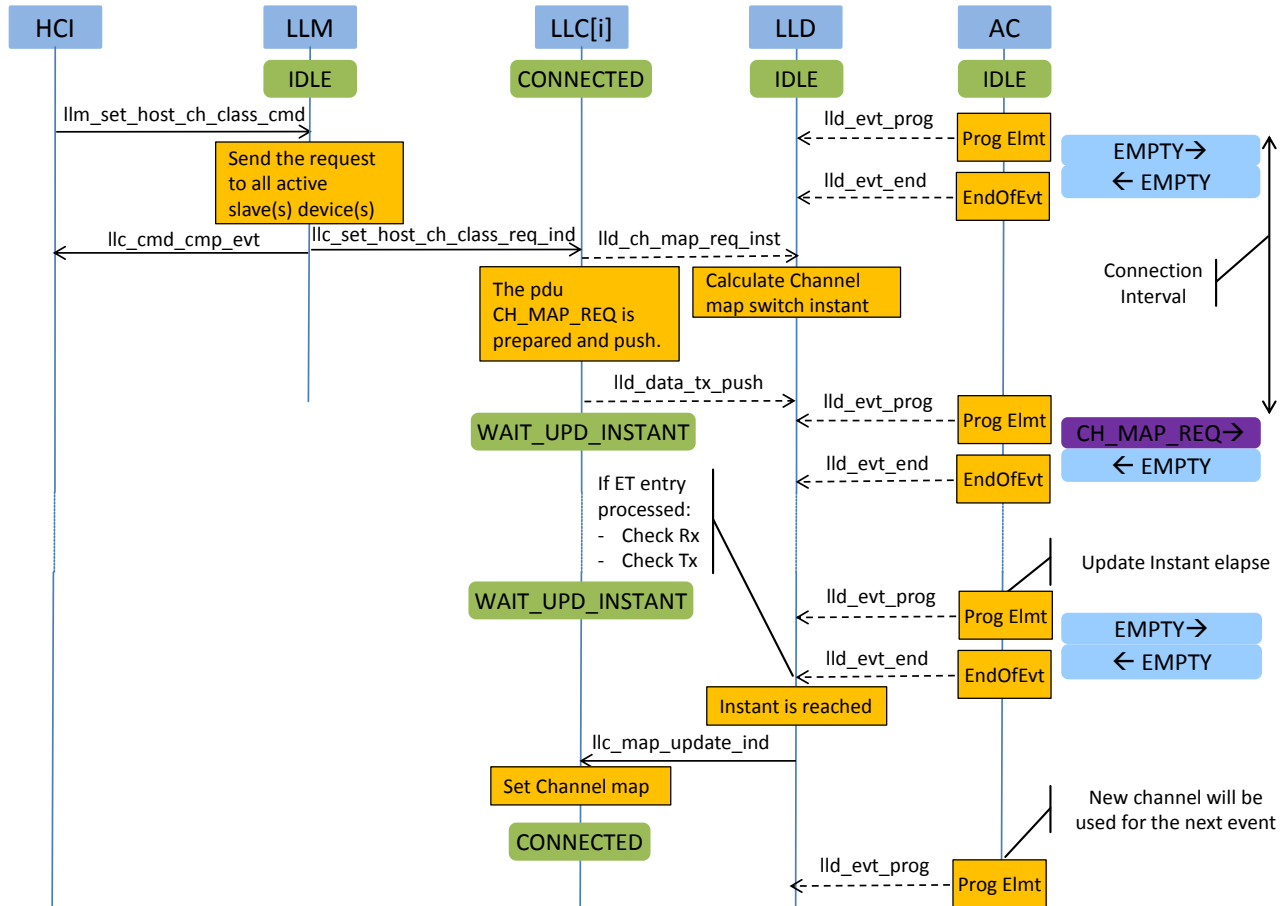 HCI
LLM
LLC[i]
LLD
AC
IDLE
CONNECTED
IDLE
IDLE
llm_set_host_ch_class_cmd
lld_evt_prog
Prog Elmt
EMPTY→
← EMPTY
Send the request
to all active
slave(s) device(s)
lld_evt_end
EndOfEvt
llc_cmd_cmp_evt
llc_set_host_ch_class_req_ind
lld_ch_map_req_inst
Connection
Interval
The pdu
CH_MAP_REQ is
prepared and push.
Calculate Channel
map switch instant
lld_data_tx_push
lld_evt_prog
Prog Elmt
WAIT_UPD_INSTANT
CH_MAP_REQ→
← EMPTY
lld_evt_end
EndOfEvt
If ET entry
processed:
- Check Rx
- Check Tx
Update Instant elapse
WAIT_UPD_INSTANT
lld_evt_prog
Prog Elmt
EMPTY→
← EMPTY
lld_evt_end
EndOfEvt
Instant is reached
llc_map_update_ind
Set Channel map
New channel will be
used for the next event
CONNECTED
lld_evt_prog
Prog Elmt